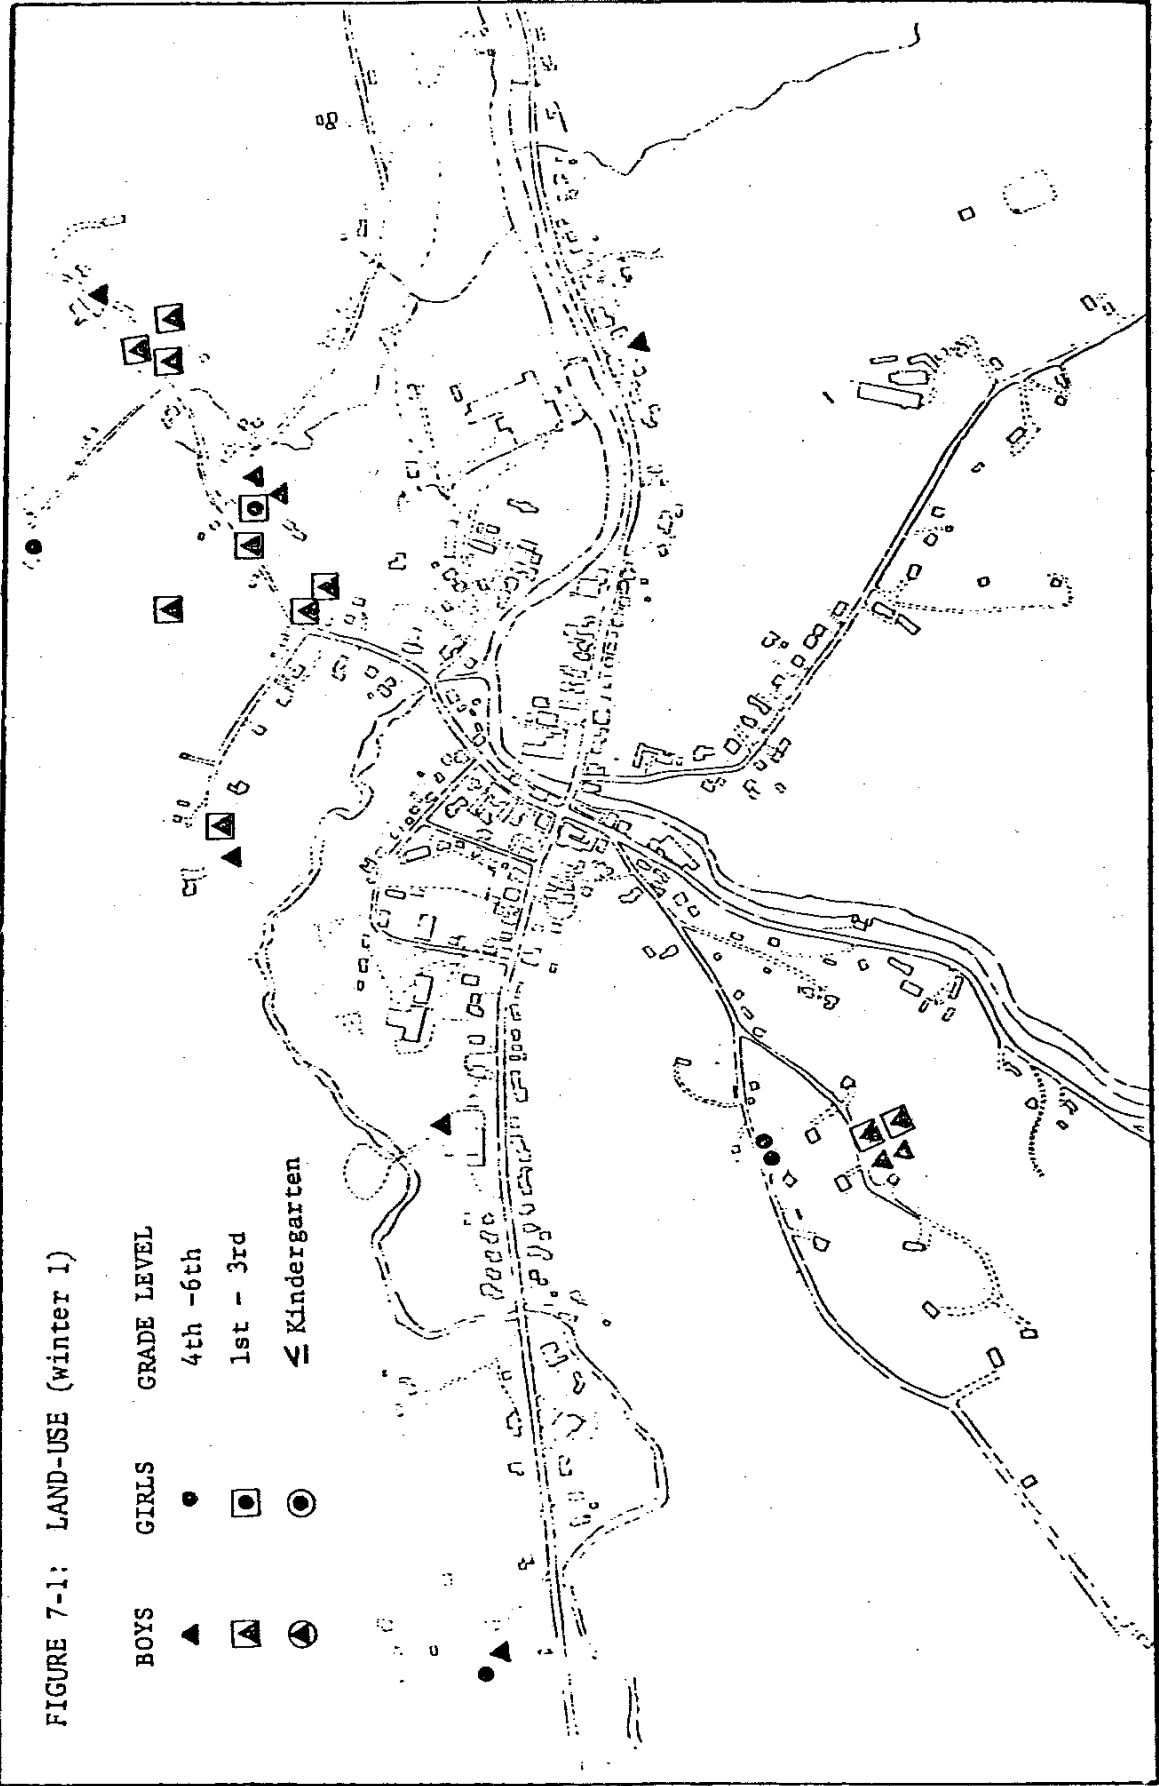 FIGURE 7-1: LAND-USE (winter 1)
BOYS GIRLS GRADE LEVEL
4th -6th
1st - 3rd
≤ Kindergarten